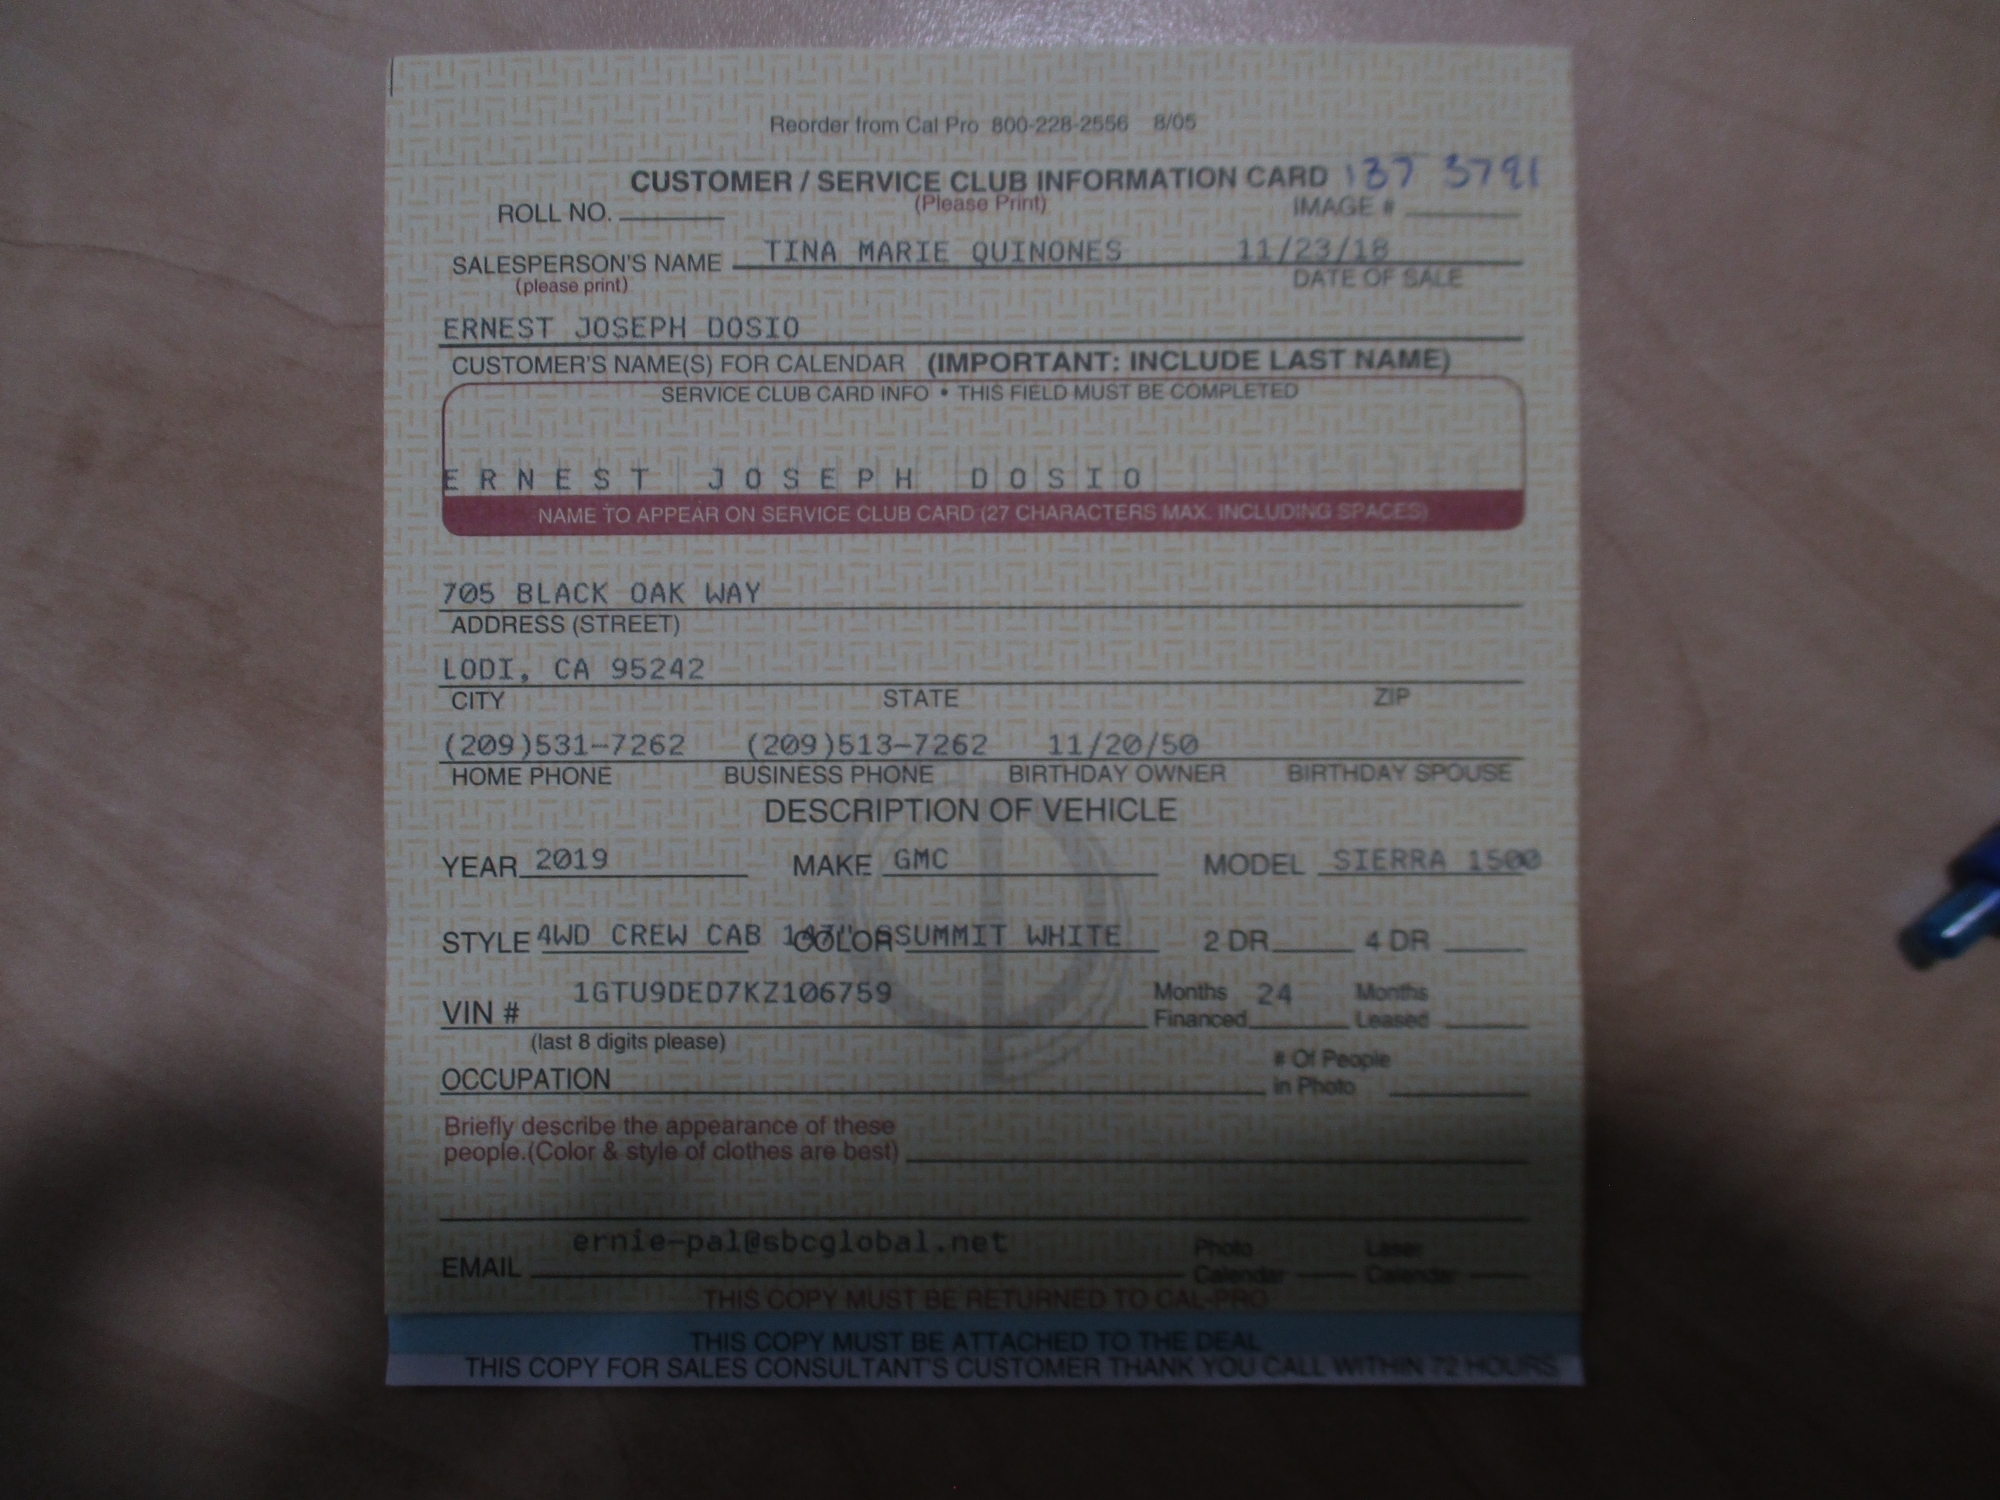 Reorder from Cal Pro 800-228-2556 8/05
CUSTOMER / SERVICE CLUB INFORMATION CARD 137 3791
(Please Print)
ROLL NO. IMAGE #
TINA MARIE QUINONES 11/23/18
SALESPERSON'S NAME DATE OF SALE
(please print)
ERNEST JOSEPH DOSIO
CUSTOMER'S NAME(S) FOR CALENDAR (IMPORTANT: INCLUDE LAST NAME)
SERVICE CLUB CARD INFO • THIS FIELD MUST BE COMPLETED
ERNEST JOSEPH DOSIO
NAME TO APPEAR ON SERVICE CLUB CARD (27 CHARACTERS MAX. INCLUDING SPACES)
705 BLACK OAK WAY
ADDRESS (STREET)
LODI, CA 95242
CITY STATE ZIP
(209)531-7262 (209)513-7262 11/20/50
HOME PHONE BUSINESS PHONE BIRTHDAY OWNER BIRTHDAY SPOUSE
DESCRIPTION OF VEHICLE
YEAR 2019 MAKE GMC MODEL SIERRA 1500
STYLE 4WD CREW CAB COLOR SUMMIT WHITE 2 DR 4 DR
VIN # 1GTU9DED7KZ106759 Months Financed 24 Months Leased
(last 8 digits please)
OCCUPATION # Of People in Photo
Briefly describe the appearance of these
people.(Color & style of clothes are best)
EMAIL ernie-pal@sbcglobal.net Photo Calendar Laser Calendar
THIS COPY MUST BE RETURNED TO CAL-PRO
THIS COPY MUST BE ATTACHED TO THE DEAL
THIS COPY FOR SALES CONSULTANT'S CUSTOMER THANK YOU CALL WITHIN 72 HOURS